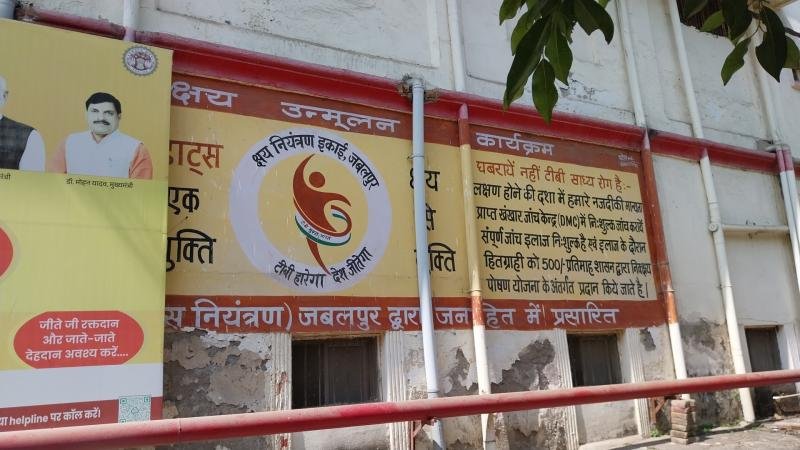 क्षय उन्मूलन कार्यक्रम
डाट्स
एक
मुक्ति
क्षय नियंत्रण इकाई, जबलपुर
टीबी हारेगा देश जीतेगा
क्षय
से
घबरायें नहीं टीबी साध्य रोग है:-
लक्षण होने की दशा में हमारे नजदीकी मान्यता
प्राप्त खंखार जाँच केन्द्र (DMC) में निःशुल्क जाँच करायें
संपूर्ण जांच इलाज निःशुल्क है एवं इलाज के दौरान
हितग्राही को 500/-प्रतिमाह शासन द्वारा निक्षय
पोषण योजना के अंतर्गत प्रदान किये जाते है।
नियंत्रण) जबलपुर द्वारा जन हित में प्रसारित
डॉ. मोहन यादव, मुख्यमंत्री
जीते जी रक्तदान
और जाते-जाते
देहदान अवश्य करें....
helpline पर कॉल करें।